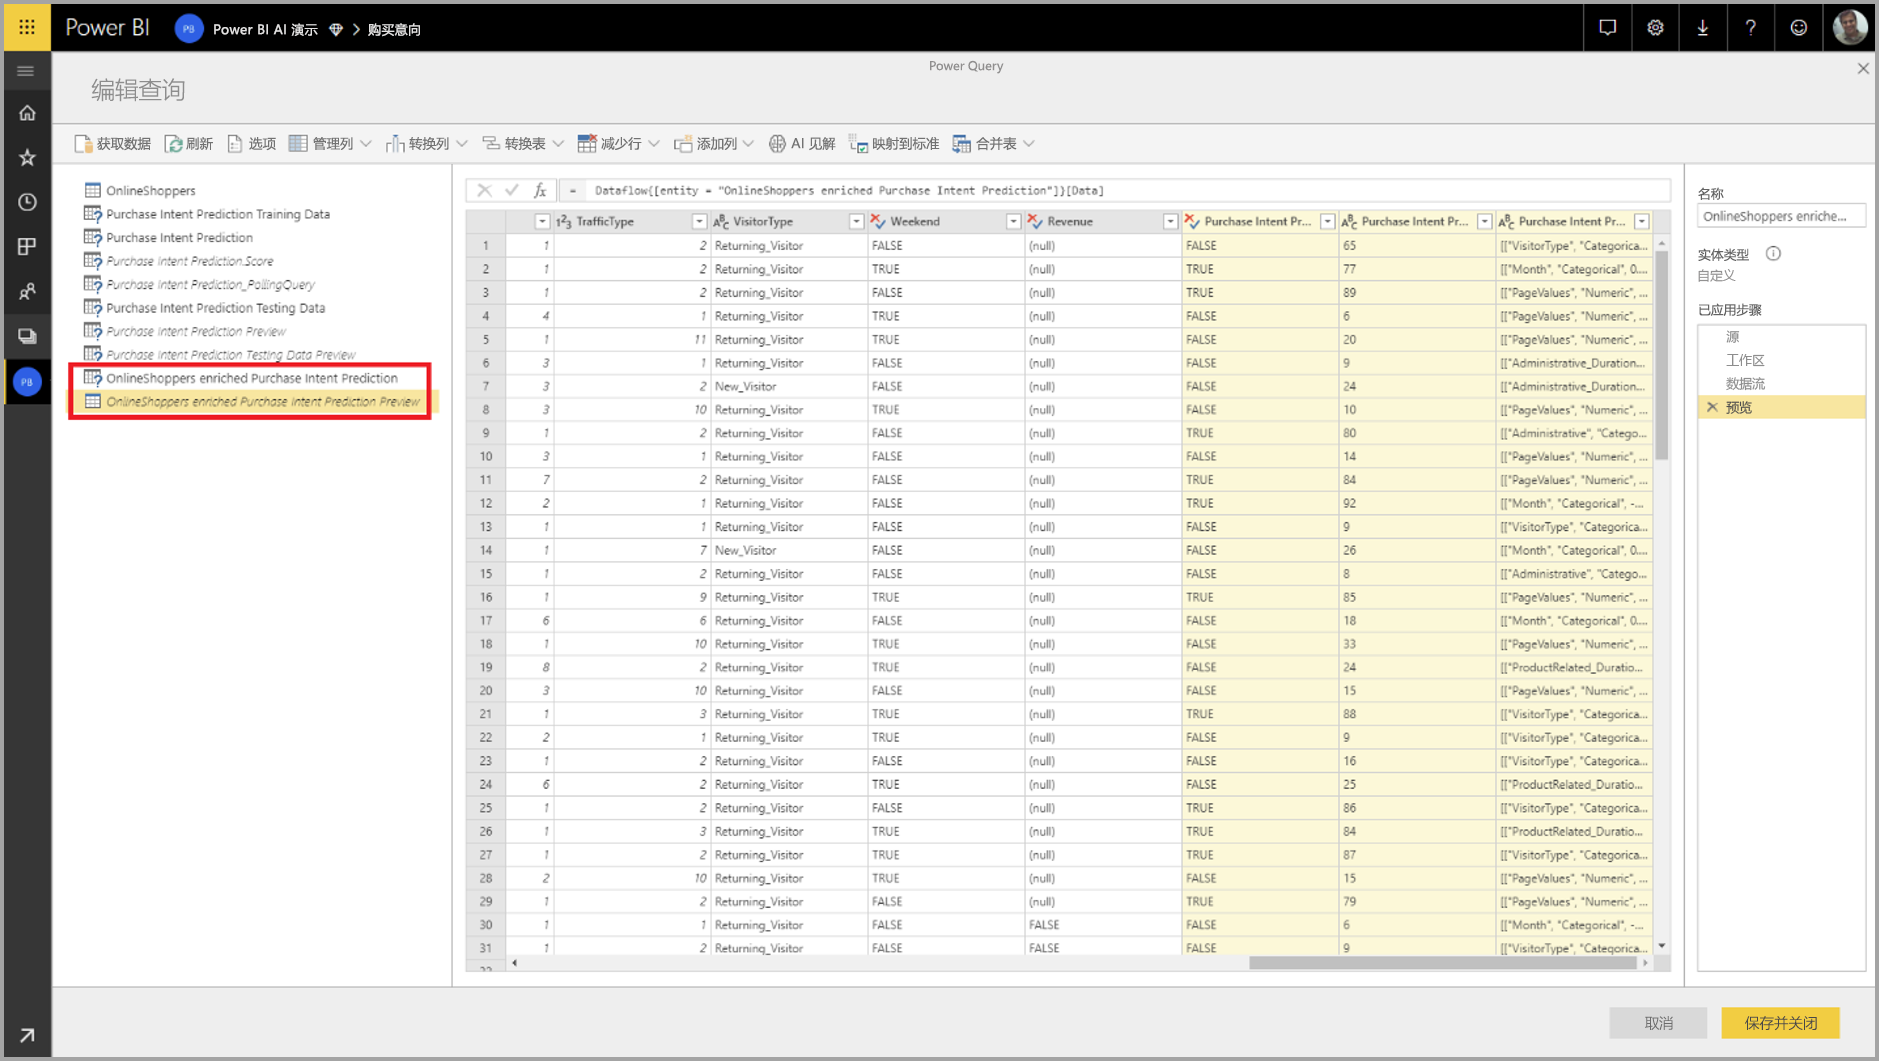 Power BI
PB
Power BI AI 演示
购买意向
Power Query
编辑查询
获取数据
刷新
选项
管理列
转换列
转换表
减少行
添加列
AI 见解
映射到标准
合并表
OnlineShoppers
Purchase Intent Prediction Training Data
Purchase Intent Prediction
Purchase Intent Prediction.Score
Purchase Intent Prediction_PollingQuery
Purchase Intent Prediction Testing Data
Purchase Intent Prediction Preview
Purchase Intent Prediction Testing Data Preview
OnlineShoppers enriched Purchase Intent Prediction
OnlineShoppers enriched Purchase Intent Prediction Preview
PB
fx = Dataflow{[entity = "OnlineShoppers enriched Purchase Intent Prediction"]}[Data]
TrafficType VisitorType Weekend Revenue Purchase Intent Pr... Purchase Intent Pr... Purchase Intent Pr...
1 1 2 Returning_Visitor FALSE (null) FALSE 65 [["VisitorType", "Categorica...
2 1 2 Returning_Visitor TRUE (null) TRUE 77 [["Month", "Categorical", 0....
3 1 2 Returning_Visitor FALSE (null) TRUE 89 [["PageValues", "Numeric", ...
4 4 1 Returning_Visitor TRUE (null) FALSE 6 [["PageValues", "Numeric", ...
5 1 11 Returning_Visitor TRUE (null) FALSE 20 [["PageValues", "Numeric", ...
6 3 1 Returning_Visitor FALSE (null) FALSE 9 [["Administrative_Duration...
7 3 2 New_Visitor FALSE (null) FALSE 24 [["Administrative_Duration...
8 3 10 Returning_Visitor TRUE (null) FALSE 10 [["PageValues", "Numeric", ...
9 1 2 Returning_Visitor FALSE (null) TRUE 80 [["Administrative", "Catego...
10 3 1 Returning_Visitor FALSE (null) FALSE 14 [["PageValues", "Numeric", ...
11 7 2 Returning_Visitor FALSE (null) TRUE 84 [["PageValues", "Numeric", ...
12 2 1 Returning_Visitor FALSE (null) TRUE 92 [["Month", "Categorical", -...
13 1 1 Returning_Visitor FALSE (null) FALSE 9 [["VisitorType", "Categorica...
14 1 7 New_Visitor FALSE (null) FALSE 26 [["Month", "Categorical", 0....
15 1 2 Returning_Visitor FALSE (null) FALSE 8 [["Administrative", "Catego...
16 1 9 Returning_Visitor TRUE (null) TRUE 85 [["PageValues", "Numeric", ...
17 6 6 Returning_Visitor FALSE (null) FALSE 18 [["Month", "Categorical", 0....
18 1 10 Returning_Visitor TRUE (null) FALSE 33 [["PageValues", "Numeric", ...
19 8 2 Returning_Visitor TRUE (null) FALSE 24 [["ProductRelated_Duratio...
20 3 10 Returning_Visitor FALSE (null) FALSE 15 [["PageValues", "Numeric", ...
21 1 3 Returning_Visitor TRUE (null) TRUE 88 [["VisitorType", "Categorica...
22 2 1 Returning_Visitor TRUE (null) FALSE 9 [["VisitorType", "Categorica...
23 1 2 Returning_Visitor FALSE (null) FALSE 16 [["VisitorType", "Categorica...
24 6 2 Returning_Visitor TRUE (null) FALSE 25 [["ProductRelated_Duratio...
25 1 2 Returning_Visitor FALSE (null) TRUE 86 [["VisitorType", "Categorica...
26 1 3 Returning_Visitor TRUE (null) TRUE 84 [["ProductRelated_Duratio...
27 1 2 Returning_Visitor TRUE (null) TRUE 87 [["VisitorType", "Categorica...
28 2 10 Returning_Visitor TRUE (null) FALSE 15 [["PageValues", "Numeric", ...
29 1 2 Returning_Visitor FALSE (null) TRUE 79 [["PageValues", "Numeric", ...
30 1 1 Returning_Visitor FALSE FALSE FALSE 6 [["Month", "Categorical", -...
31 1 2 Returning_Visitor FALSE FALSE FALSE 9 [["VisitorType", "Categorica...
名称
OnlineShoppers enriche...
实体类型
自定义
已应用步骤
源
工作区
数据流
预览
取消
保存并关闭